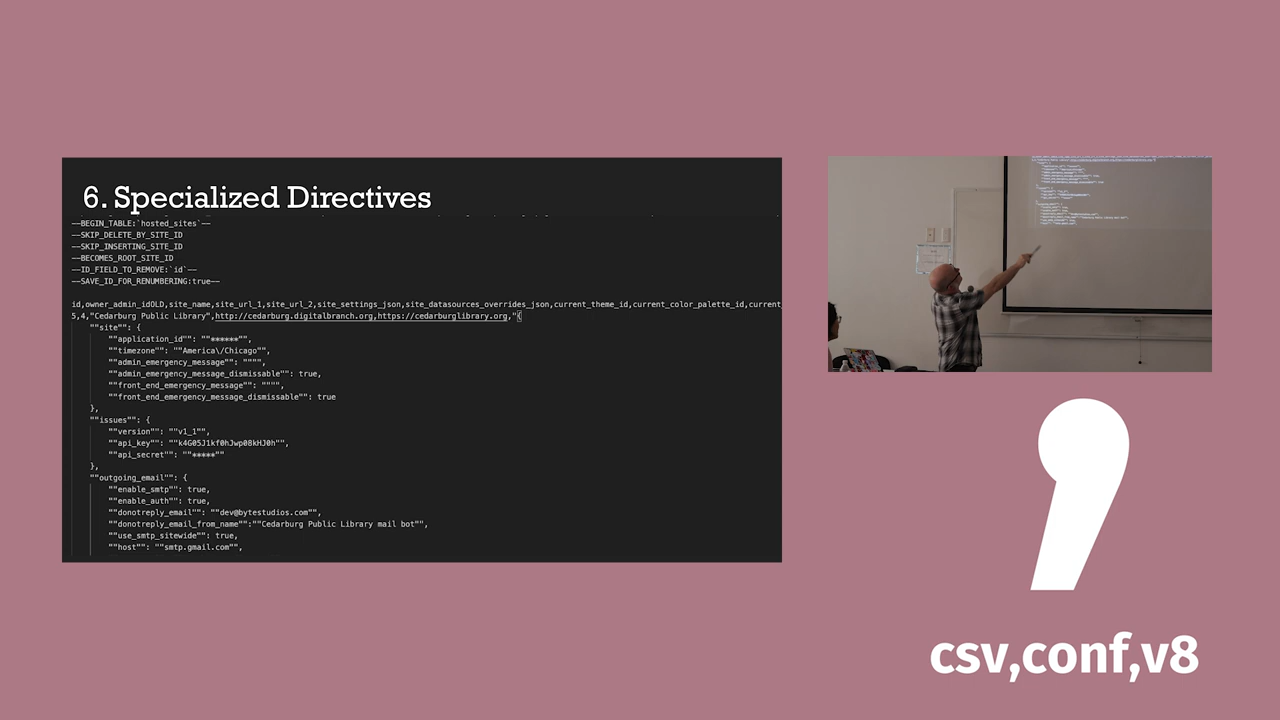 6. Specialized Directives
——BEGIN_TABLE:`hosted_sites`——
——SKIP_DELETE_BY_SITE_ID
——SKIP_INSERTING_SITE_ID
——BECOMES_ROOT_SITE_ID
——ID_FIELD_TO_REMOVE:`id`——
——SAVE_ID_FOR_RENUMBERING:true——
id,owner_admin_idOLD,site_name,site_url_1,site_url_2,site_settings_json,site_datasources_overrides_json,current_theme_id,current_color_palette_id,current
5,4,"Cedarburg Public Library",http://cedarburg.digitalbranch.org,https://cedarburglibrary.org,"{
""site"": {
""application_id"": ""******"",
""timezone"": ""America\/Chicago"",
""admin_emergency_message"": """",
""admin_emergency_message_dismissable"": true,
""front_end_emergency_message"": """",
""front_end_emergency_message_dismissable"": true
},
""issues"": {
""version"": ""v1_1"",
""api_key"": ""k4G05J1kf0hJwp08kHJ0h"",
""api_secret"": ""*****""
},
""outgoing_email"": {
""enable_smtp"": true,
""enable_auth"": true,
""donotreply_email"": ""dev@bytestudios.com"",
""donotreply_email_from_name"":""Cedarburg Public Library mail bot"",
""use_smtp_sitewide"": true,
""host"": ""smtp.gmail.com"",
csv,conf,v8